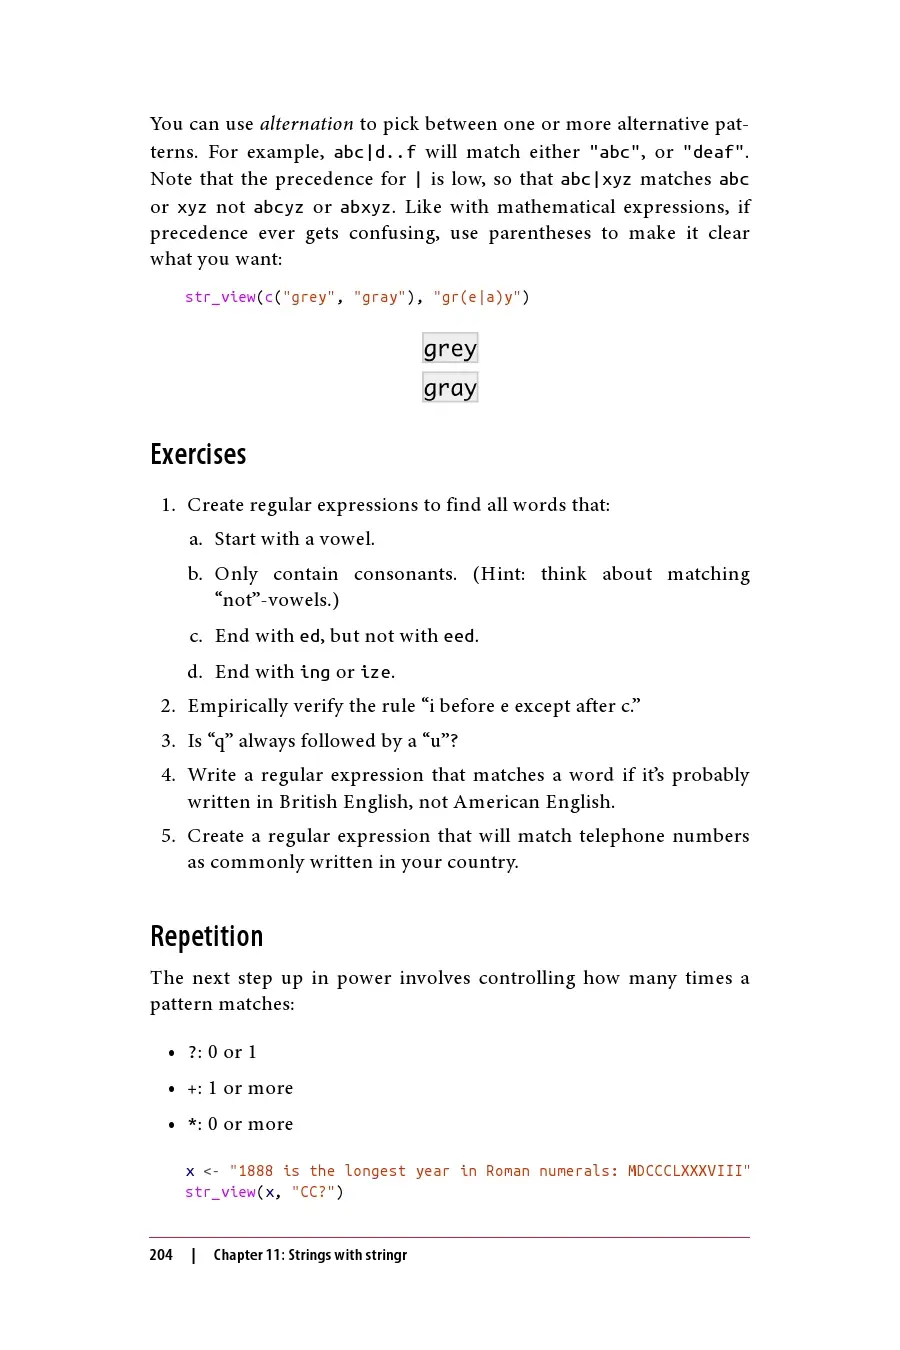 You can use alternation to pick between one or more alternative pat-
terns. For example, abc|d..f will match either "abc", or "deaf".
Note that the precedence for | is low, so that abc|xyz matches abc
or xyz not abcyz or abxyz. Like with mathematical expressions, if
precedence ever gets confusing, use parentheses to make it clear
what you want:
str_view(c("grey", "gray"), "gr(e|a)y")
grey
gray
Exercises
1. Create regular expressions to find all words that:
a. Start with a vowel.
b. Only contain consonants. (Hint: think about matching
“not”-vowels.)
c. End with ed, but not with eed.
d. End with ing or ize.
2. Empirically verify the rule “i before e except after c.”
3. Is “q” always followed by a “u”?
4. Write a regular expression that matches a word if it’s probably
written in British English, not American English.
5. Create a regular expression that will match telephone numbers
as commonly written in your country.
Repetition
The next step up in power involves controlling how many times a
pattern matches:
• ?: 0 or 1
• +: 1 or more
• *: 0 or more
x <- "1888 is the longest year in Roman numerals: MDCCCLXXXVIII"
str_view(x, "CC?")
204 | Chapter 11: Strings with stringr